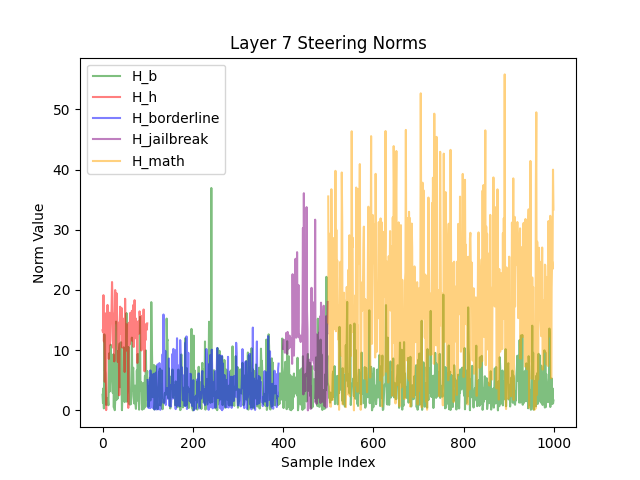 Layer 7 Steering Norms
H_b
H_h
H_borderline
H_jailbreak
H_math
Norm Value
50
40
30
20
10
0
0 200 400 600 800 1000
Sample Index